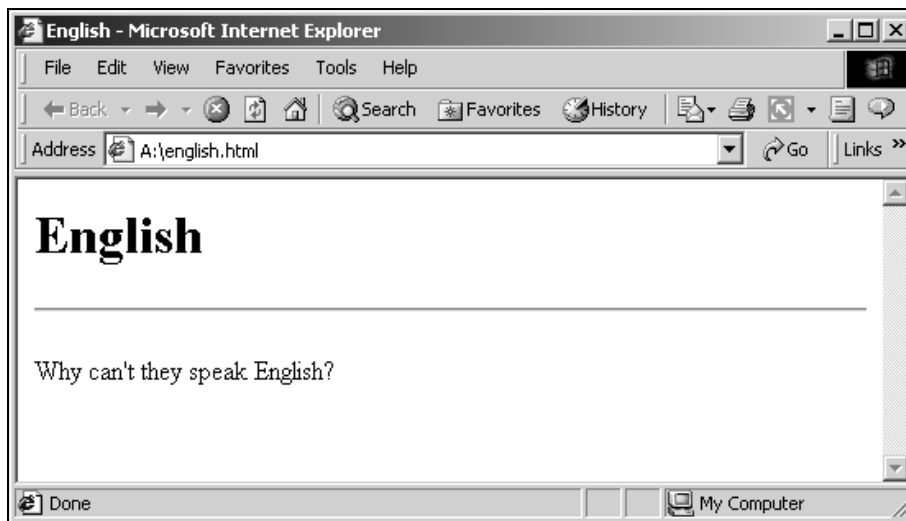 English - Microsoft Internet Explorer
File Edit View Favorites Tools Help
Back Search Favorites History
Address A:\english.html Go Links »
English
Why can't they speak English?
Done My Computer